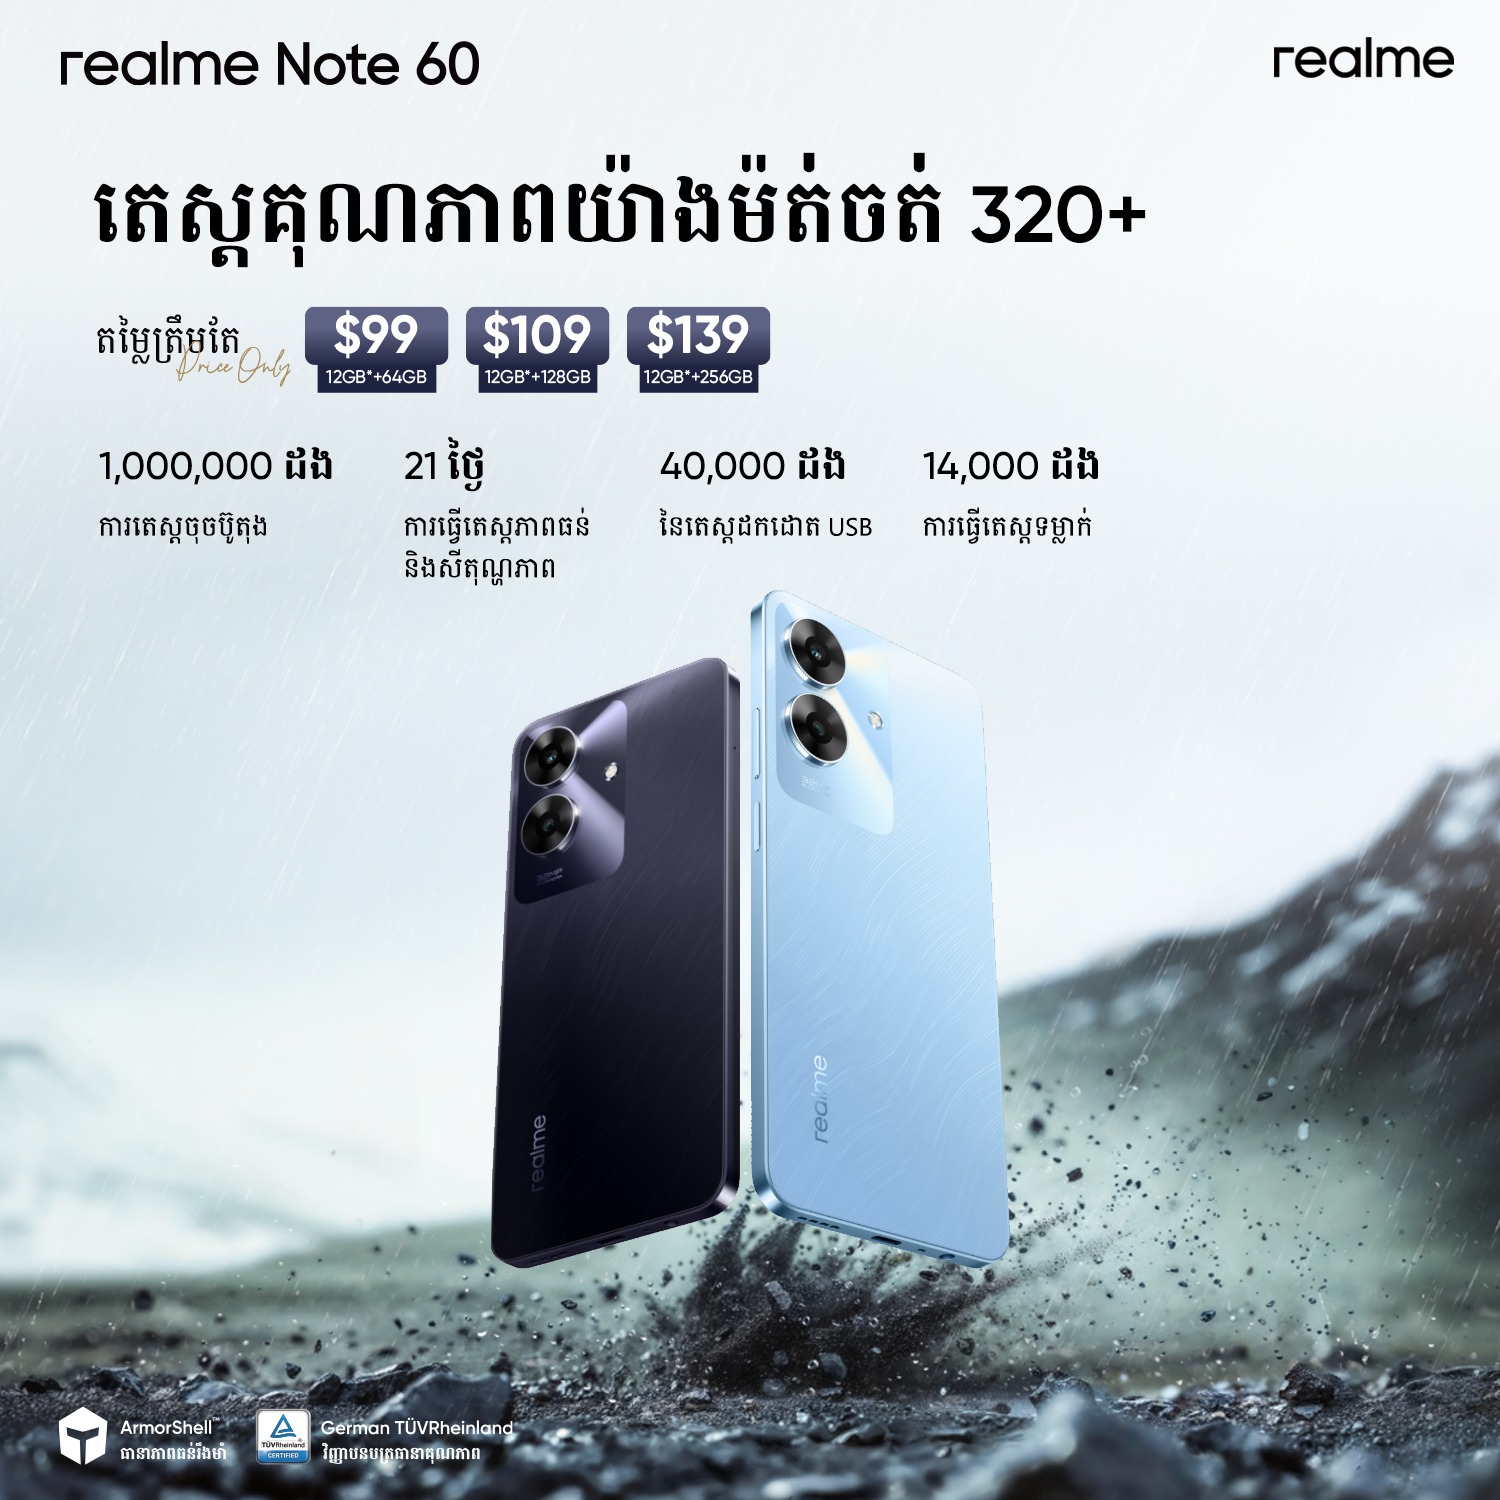 realme Note 60
realme
តេស្តគុណភាពយ៉ាងម៉ត់ចត់ 320+
តម្លៃត្រឹមតែ
Price Only
$99
12GB*+64GB
$109
12GB*+128GB
$139
12GB*+256GB
1,000,000 ដង
ការតេស្តចុចប៊ូតុង
21 ថ្ងៃ
ការធ្វើតេស្តភាពធន់
និងសីតុណ្ហភាព
40,000 ដង
នៃតេស្តដកដោត USB
14,000 ដង
ការធ្វើតេស្តទម្លាក់
realme
realme
ArmorShell™
ធានាភាពធន់រឹងមាំ
TÜVRheinland
CERTIFIED
German TÜVRheinland
វិញ្ញាបនបត្រធានាគុណភាព